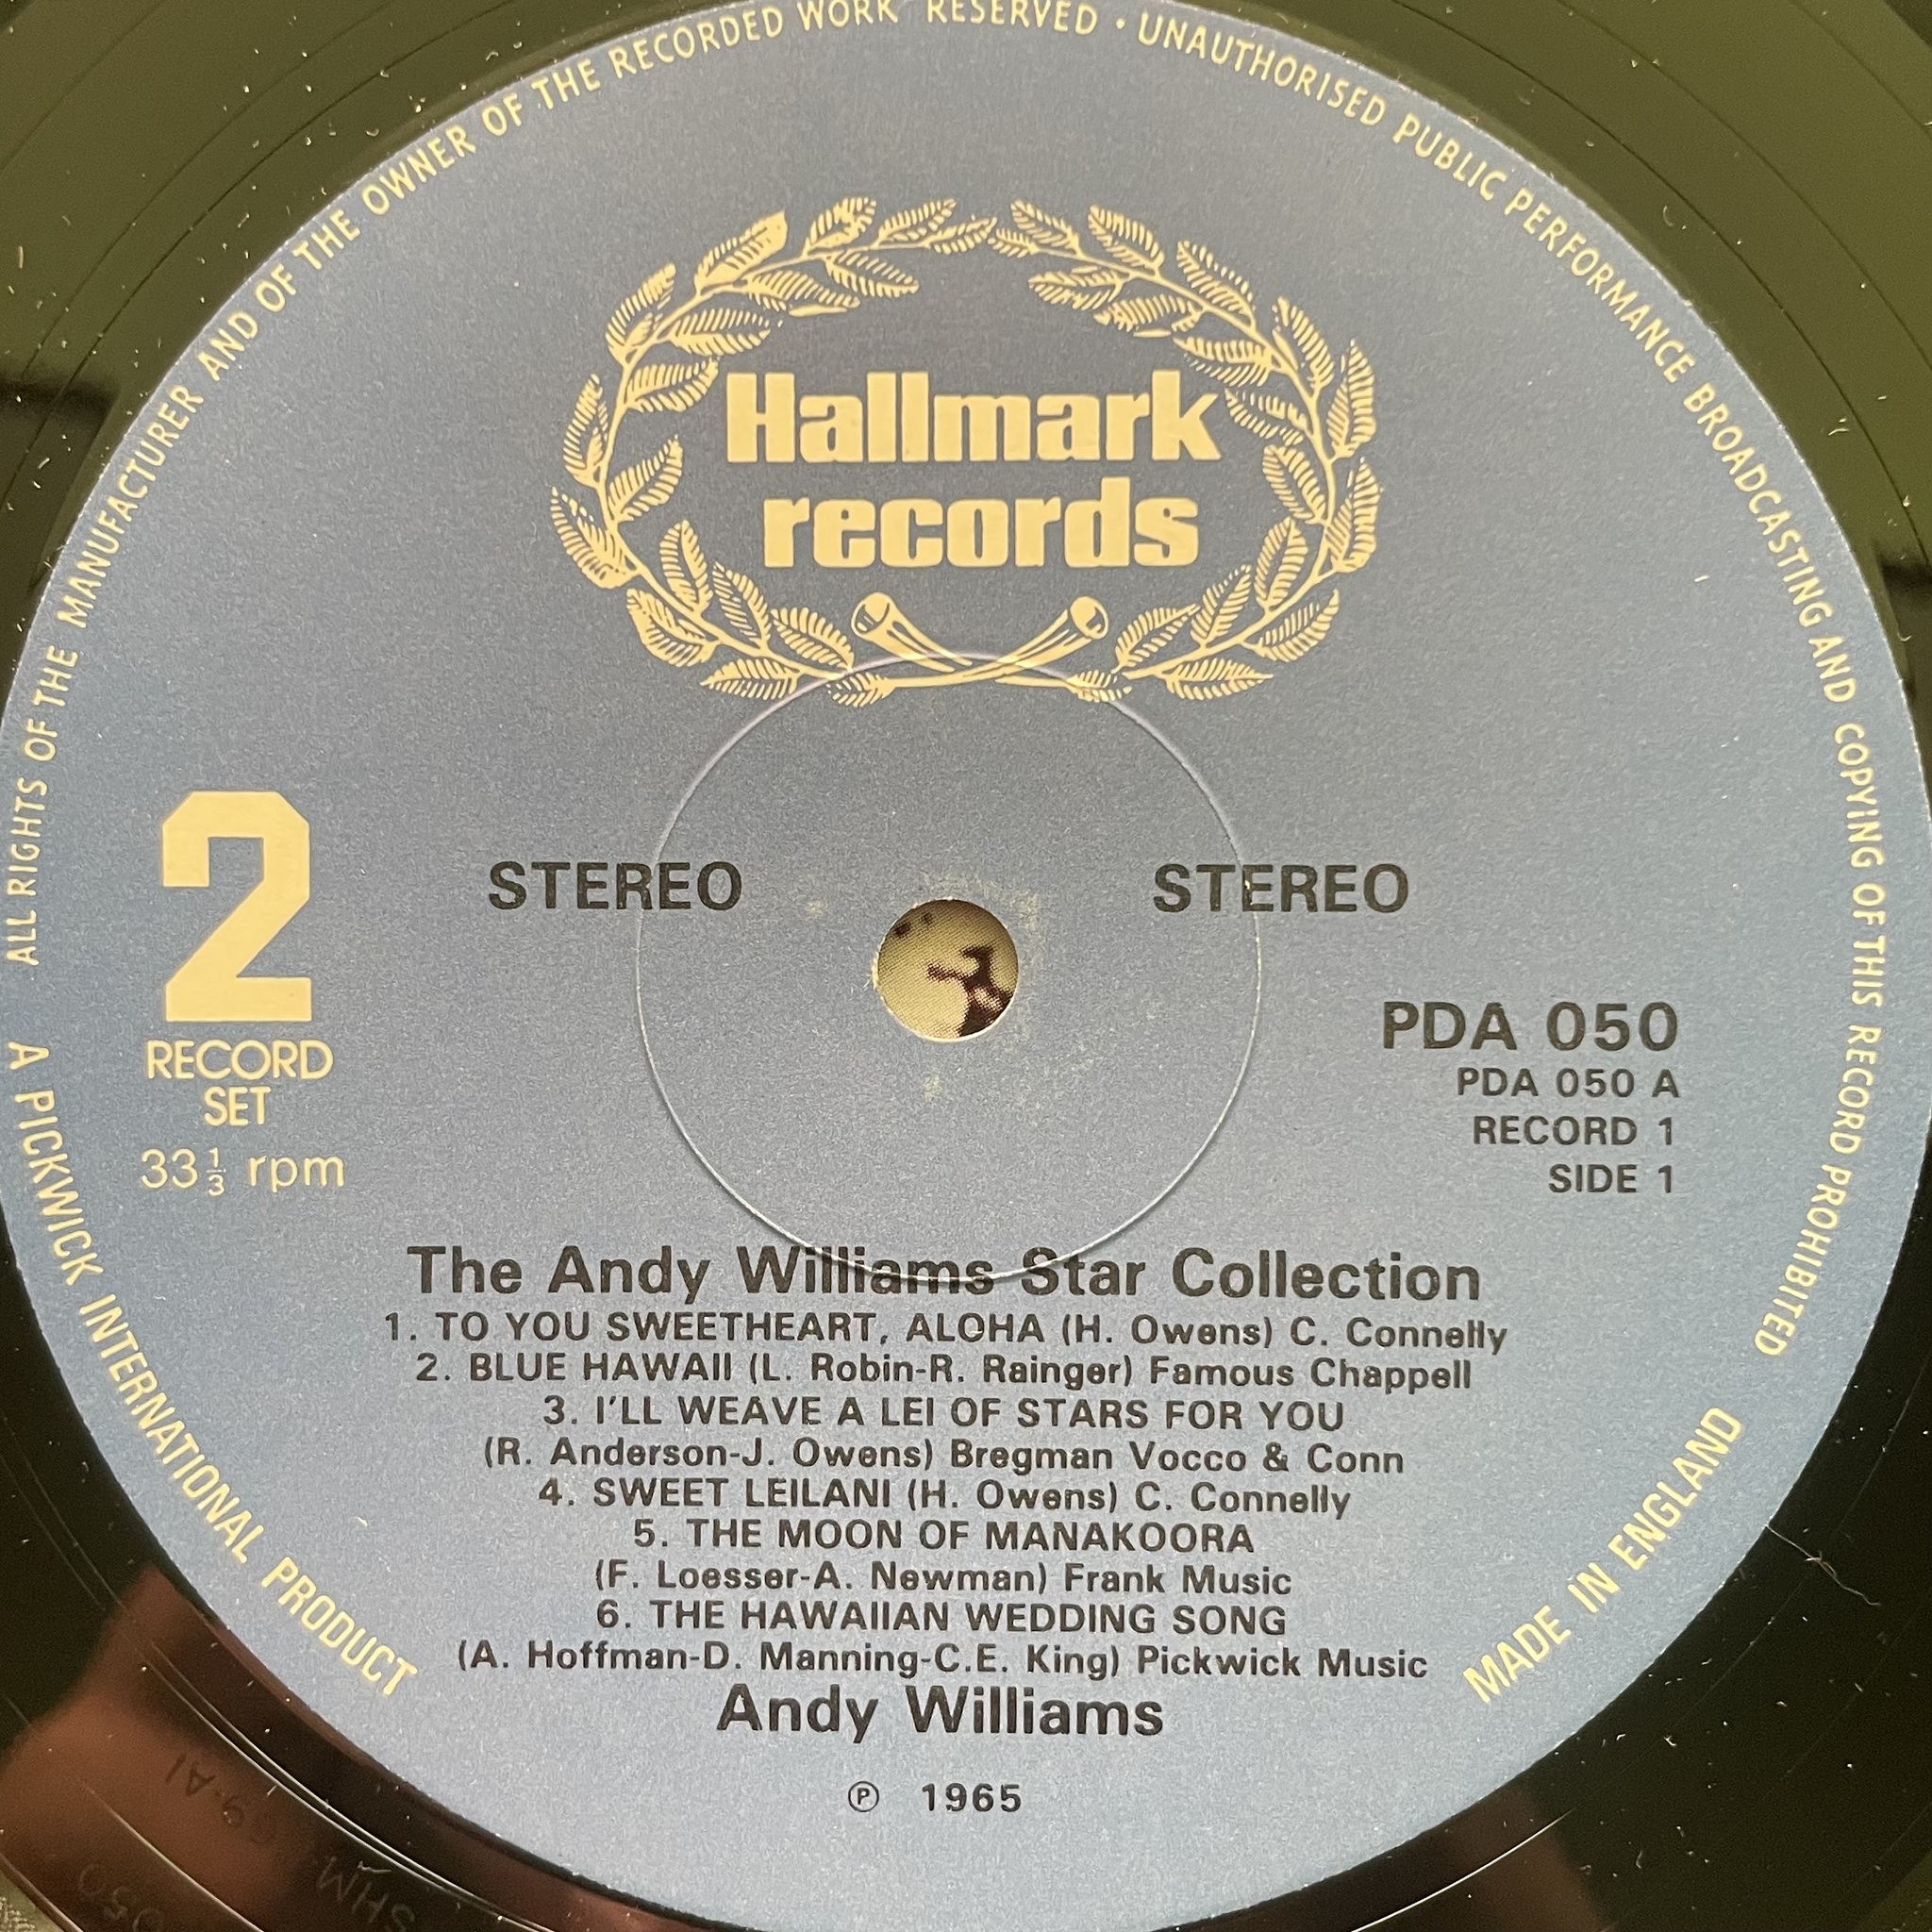 ALL RIGHTS OF THE MANUFACTURER AND OF THE OWNER OF THE RECORDED WORK RESERVED • UNAUTHORISED PUBLIC PERFORMANCE BROADCASTING AND COPYING OF THIS RECORD PROHIBITED
Hallmark
records
2
RECORD
SET
33⅓ rpm
STEREO STEREO
PDA 050
PDA 050 A
RECORD 1
SIDE 1
The Andy Williams Star Collection
1. TO YOU SWEETHEART, ALOHA (H. Owens) C. Connelly
2. BLUE HAWAII (L. Robin-R. Rainger) Famous Chappell
3. I'LL WEAVE A LEI OF STARS FOR YOU
(R. Anderson-J. Owens) Bregman Vocco & Conn
4. SWEET LEILANI (H. Owens) C. Connelly
5. THE MOON OF MANAKOORA
(F. Loesser-A. Newman) Frank Music
6. THE HAWAIIAN WEDDING SONG
(A. Hoffman-D. Manning-C.E. King) Pickwick Music
Andy Williams
℗ 1965
A PICKWICK INTERNATIONAL PRODUCT
MADE IN ENGLAND